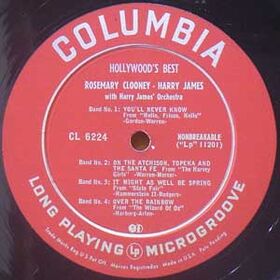 COLUMBIA
HOLLYWOOD'S BEST
ROSEMARY CLOONEY - HARRY JAMES
with Harry James' Orchestra
Band No. 1: YOU'LL NEVER KNOW
From "Hello, Frisco, Hello"
-Gordon-Warren-
CL 6224
NONBREAKABLE
("Lp" 11201)
Band No. 2: ON THE ATCHISON, TOPEKA AND
THE SANTA FE From "The Harvey
Girls" -Warren-Mercer-
Band No. 3: IT MIGHT AS WELL BE SPRING
From "State Fair"
-Hammerstein II-Rodgers-
Band No. 4: OVER THE RAINBOW
From "The Wizard Of Oz"
-Harburg-Arlen-
LONG PLAYING Lp MICROGROOVE